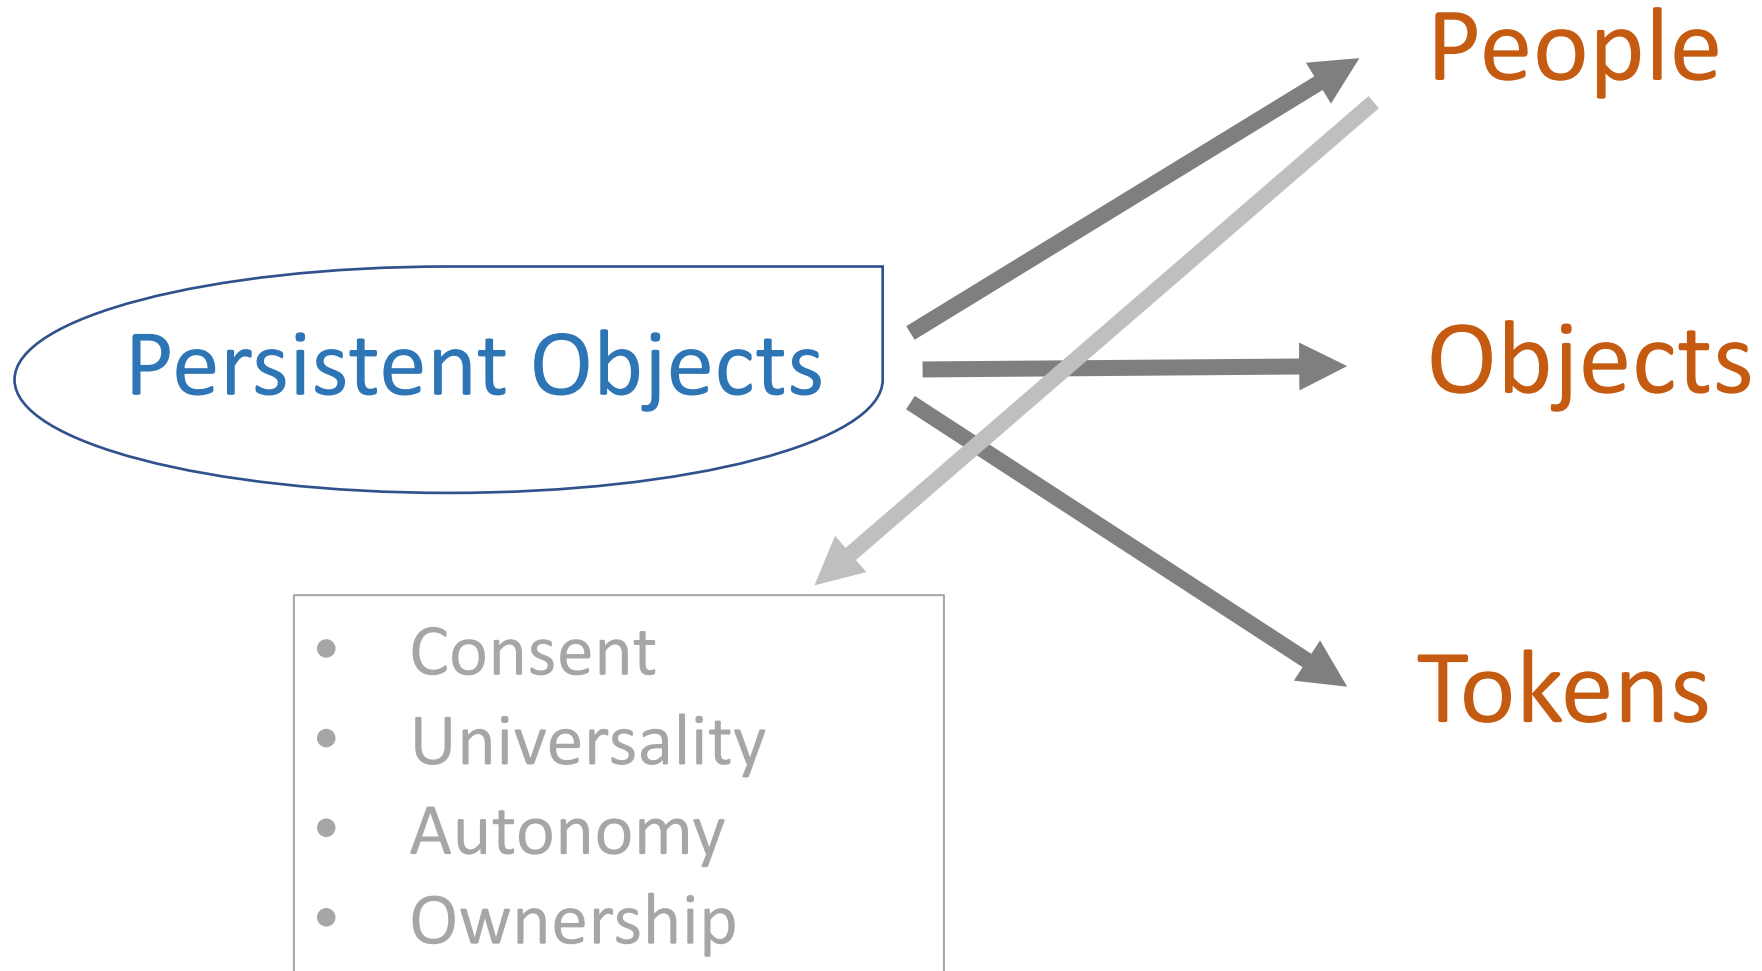 People
Persistent Objects
Objects
Tokens
• Consent
• Universality
• Autonomy
• Ownership